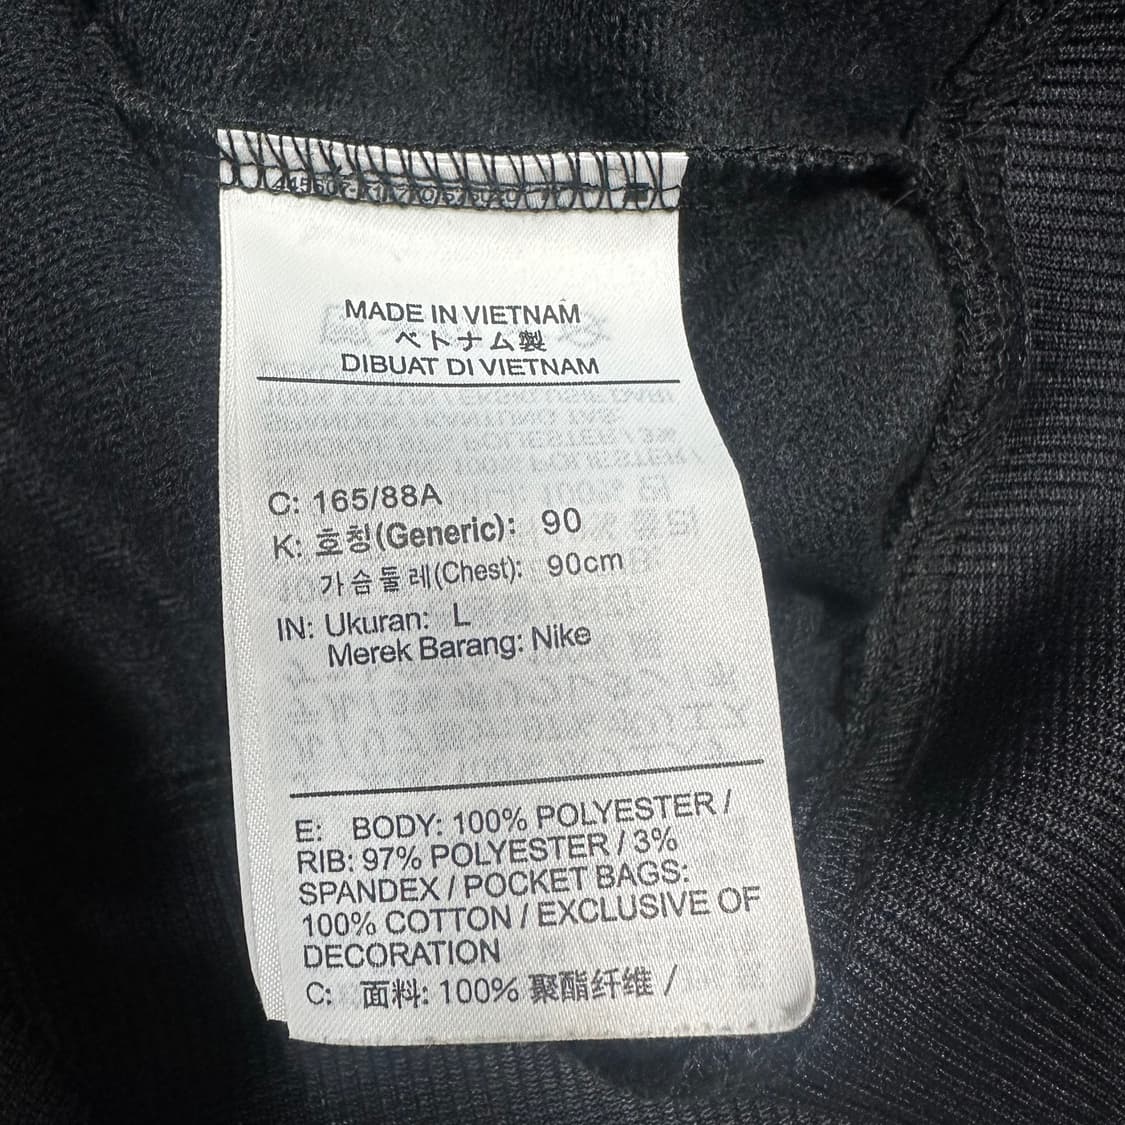 MADE IN VIETNAM
ベトナム製
DIBUAT DI VIETNAM
C: 165/88A
K: 호칭(Generic): 90
가슴둘레(Chest): 90cm
IN: Ukuran: L
Merek Barang: Nike
E: BODY: 100% POLYESTER /
RIB: 97% POLYESTER / 3%
SPANDEX / POCKET BAGS:
100% COTTON / EXCLUSIVE OF
DECORATION
C: 面料: 100% 聚酯纤维 /